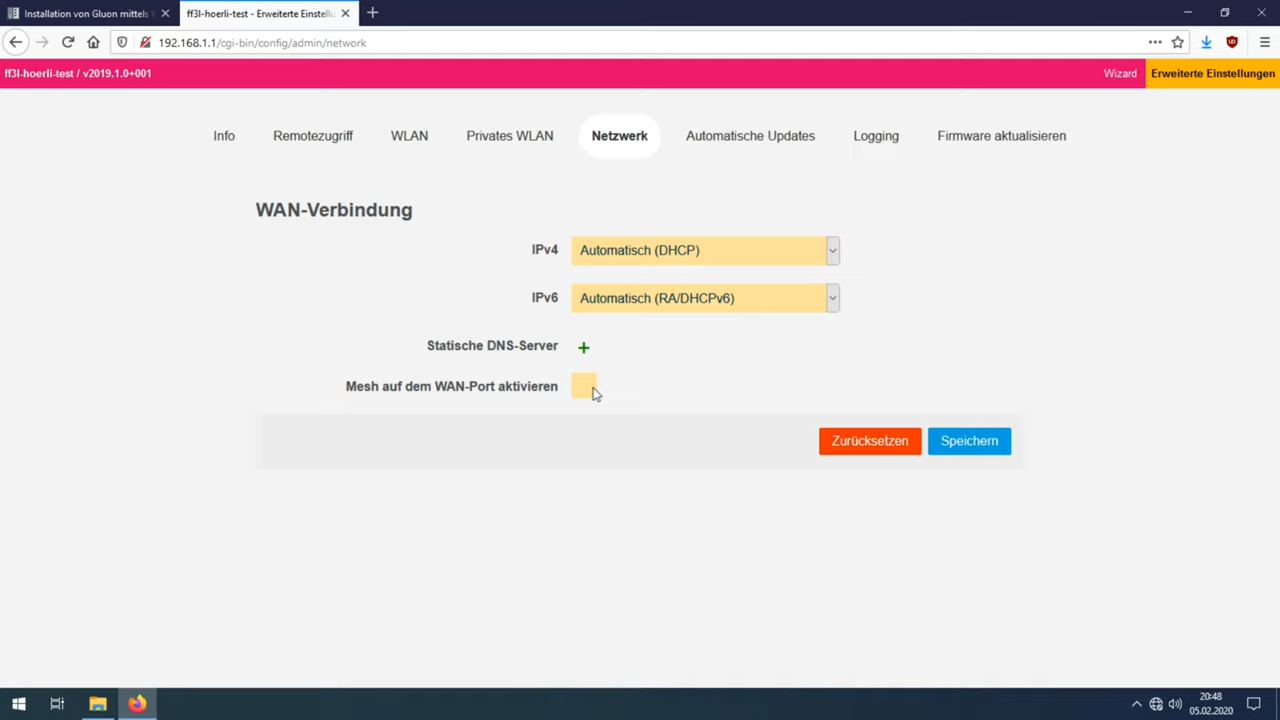 Installation von Gluon mittels
ff3l-hoerli-test - Erweiterte Einstellu
192.168.1.1/cgi-bin/config/admin/network
ff3l-hoerli-test / v2019.1.0+001
Wizard
Erweiterte Einstellungen
Info
Remotezugriff
WLAN
Privates WLAN
Netzwerk
Automatische Updates
Logging
Firmware aktualisieren
WAN-Verbindung
IPv4
Automatisch (DHCP)
IPv6
Automatisch (RA/DHCPv6)
Statische DNS-Server
Mesh auf dem WAN-Port aktivieren
Zurücksetzen
Speichern
20:48
05.02.2020